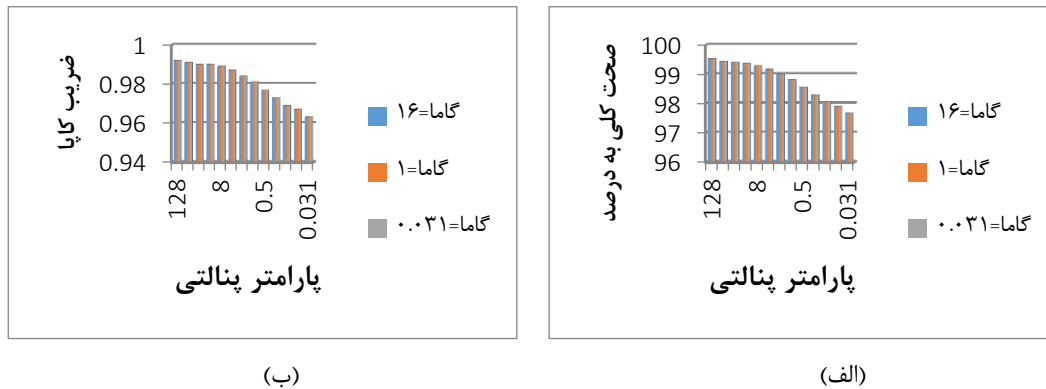 صحت کلی به درصد
100
99
98
97
96
128
8
0.5
0.031
گاما=۱۶
گاما=۱
گاما=۰.۰۳۱
پارامتر پنالتی
(الف)
ضریب کاپا
1
0.98
0.96
0.94
128
8
0.5
0.031
گاما=۱۶
گاما=۱
گاما=۰.۰۳۱
پارامتر پنالتی
(ب)